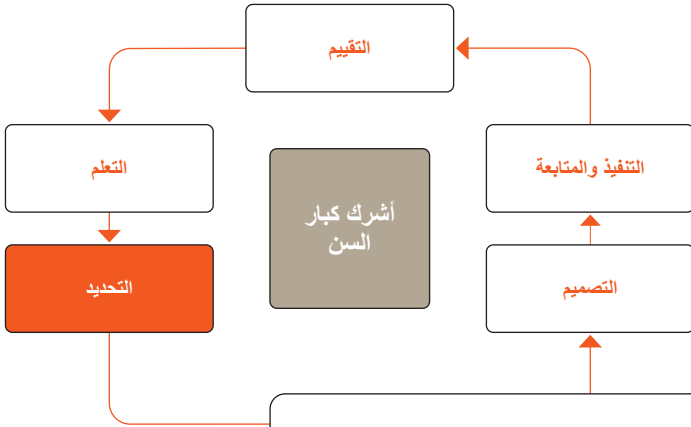 التقييم
التنفيذ والمتابعة
التعلم
أشرك كبار
السن
التصميم
التحديد